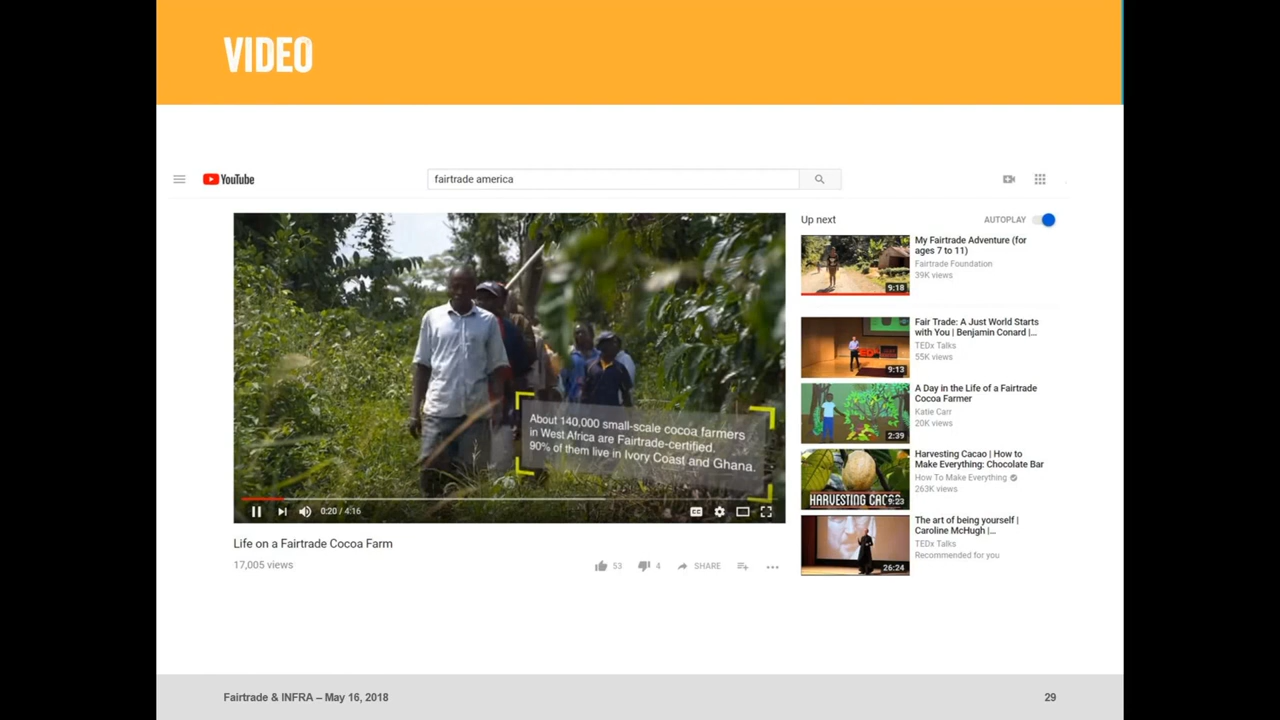 VIDEO
YouTube
fairtrade america
About 140,000 small-scale cocoa farmers
in West Africa are Fairtrade-certified.
90% of them live in Ivory Coast and Ghana.
0:20 / 4:16
CC
Life on a Fairtrade Cocoa Farm
17,005 views
53
4
SHARE
Up next
AUTOPLAY
My Fairtrade Adventure (for
ages 7 to 11)
Fairtrade Foundation
39K views
9:18
Fair Trade: A Just World Starts
with You | Benjamin Conard |...
TEDx Talks
55K views
9:13
A Day in the Life of a Fairtrade
Cocoa Farmer
Katie Carr
20K views
2:39
Harvesting Cacao | How to
Make Everything: Chocolate Bar
How To Make Everything
263K views
HARVESTING CACAO
9:23
The art of being yourself |
Caroline McHugh |...
TEDx Talks
Recommended for you
26:24
Fairtrade & INFRA – May 16, 2018
29